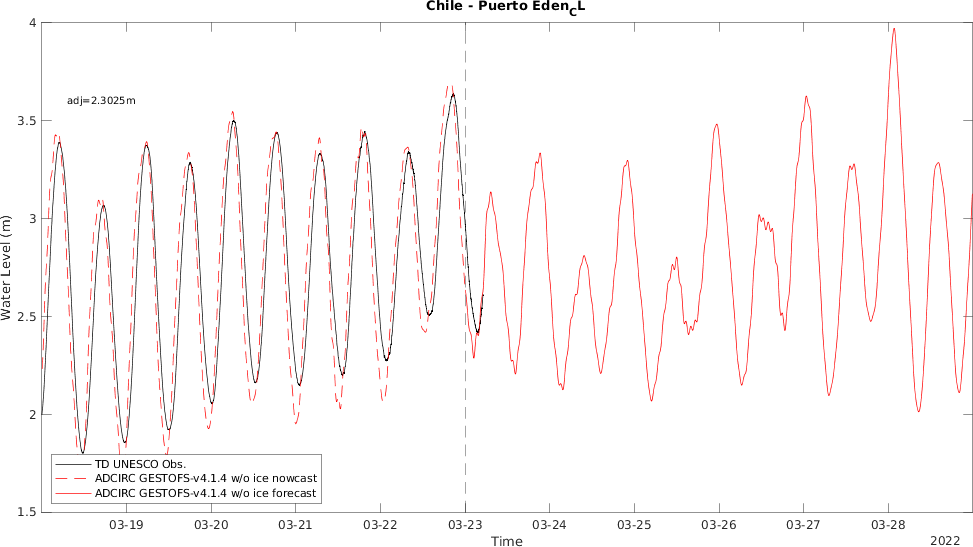 Chile - Puerto Eden_CL
4
adj=2.3025m
3.5
3
Water Level (m)
2.5
2
TD UNESCO Obs.
ADCIRC GESTOFS-v4.1.4 w/o ice nowcast
ADCIRC GESTOFS-v4.1.4 w/o ice forecast
1.5
03-19 03-20 03-21 03-22 03-23 03-24 03-25 03-26 03-27 03-28
Time
2022